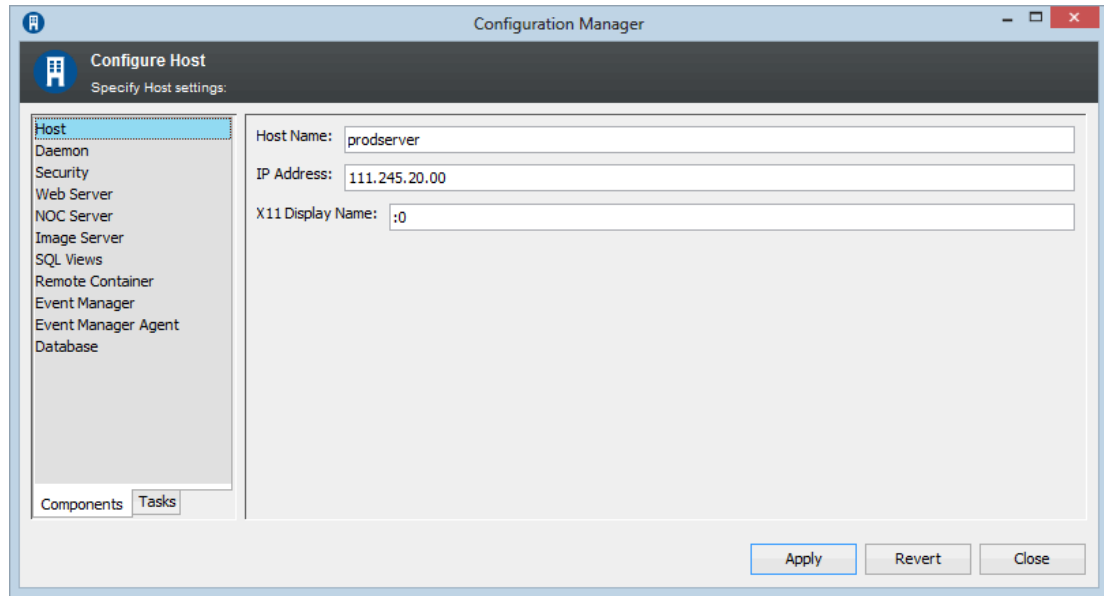 Configuration Manager
Configure Host
Specify Host settings:
Host
Daemon
Security
Web Server
NOC Server
Image Server
SQL Views
Remote Container
Event Manager
Event Manager Agent
Database
Components Tasks
Host Name: prodserver
IP Address: 111.245.20.00
X11 Display Name: :0
Apply Revert Close